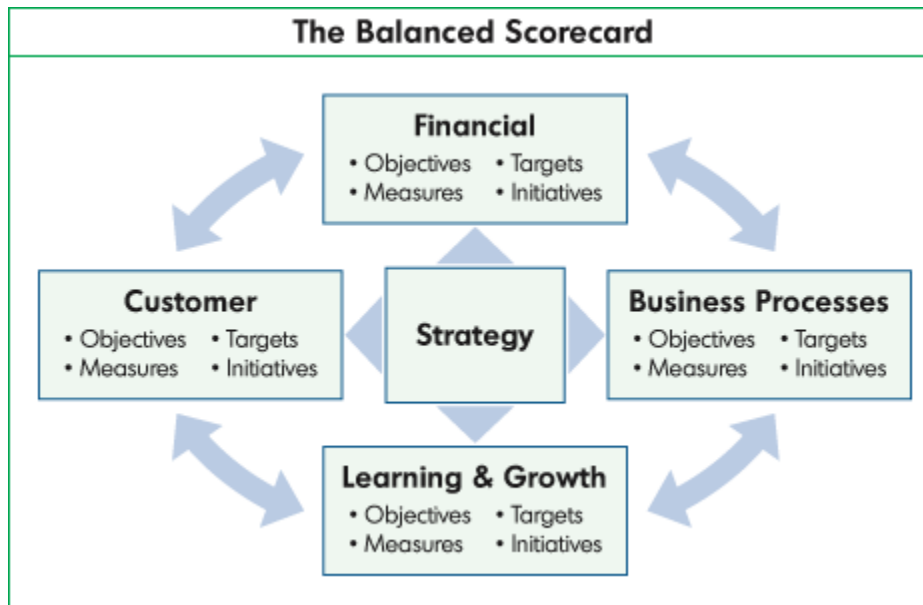 The Balanced Scorecard
Financial
• Objectives • Targets
• Measures • Initiatives
Customer
• Objectives • Targets
• Measures • Initiatives
Strategy
Business Processes
• Objectives • Targets
• Measures • Initiatives
Learning & Growth
• Objectives • Targets
• Measures • Initiatives